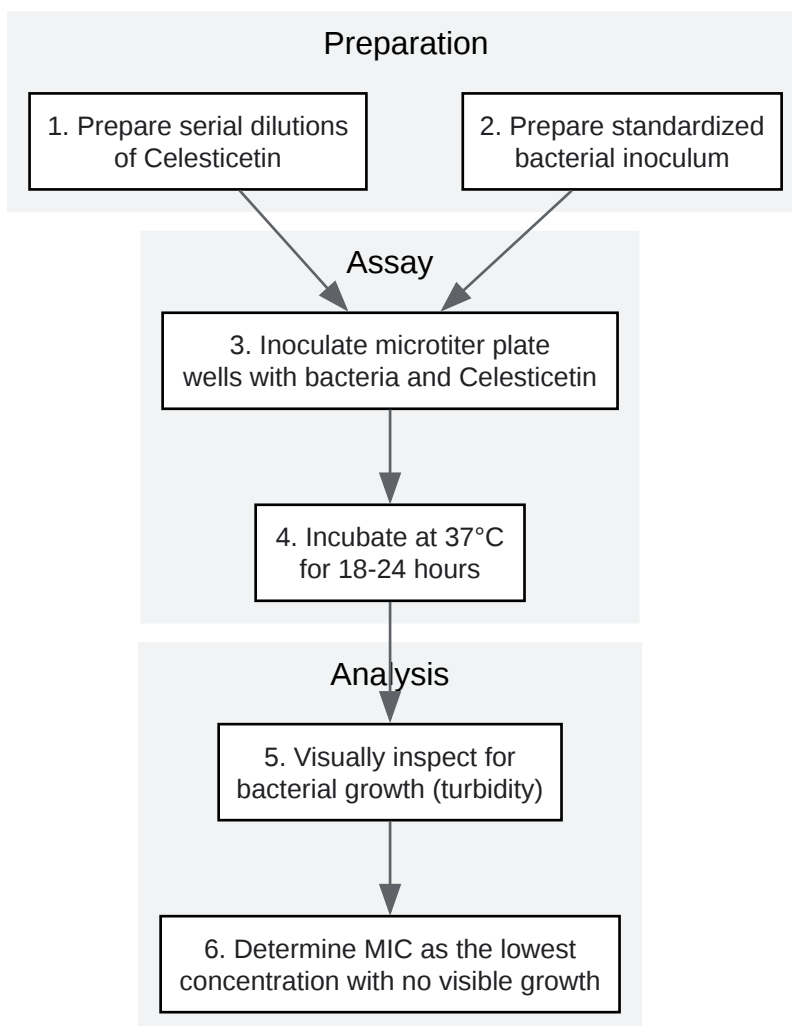 Preparation
1. Prepare serial dilutions
of Celesticetin
2. Prepare standardized
bacterial inoculum
Assay
3. Inoculate microtiter plate
wells with bacteria and Celesticetin
4. Incubate at 37°C
for 18-24 hours
Analysis
5. Visually inspect for
bacterial growth (turbidity)
6. Determine MIC as the lowest
concentration with no visible growth